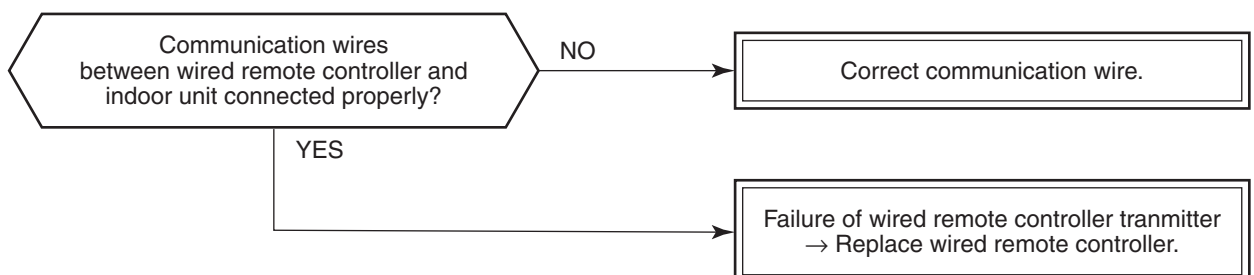 Communication wires
between wired remote controller and
indoor unit connected properly?
NO
Correct communication wire.
YES
Failure of wired remote controller tranmitter
→ Replace wired remote controller.